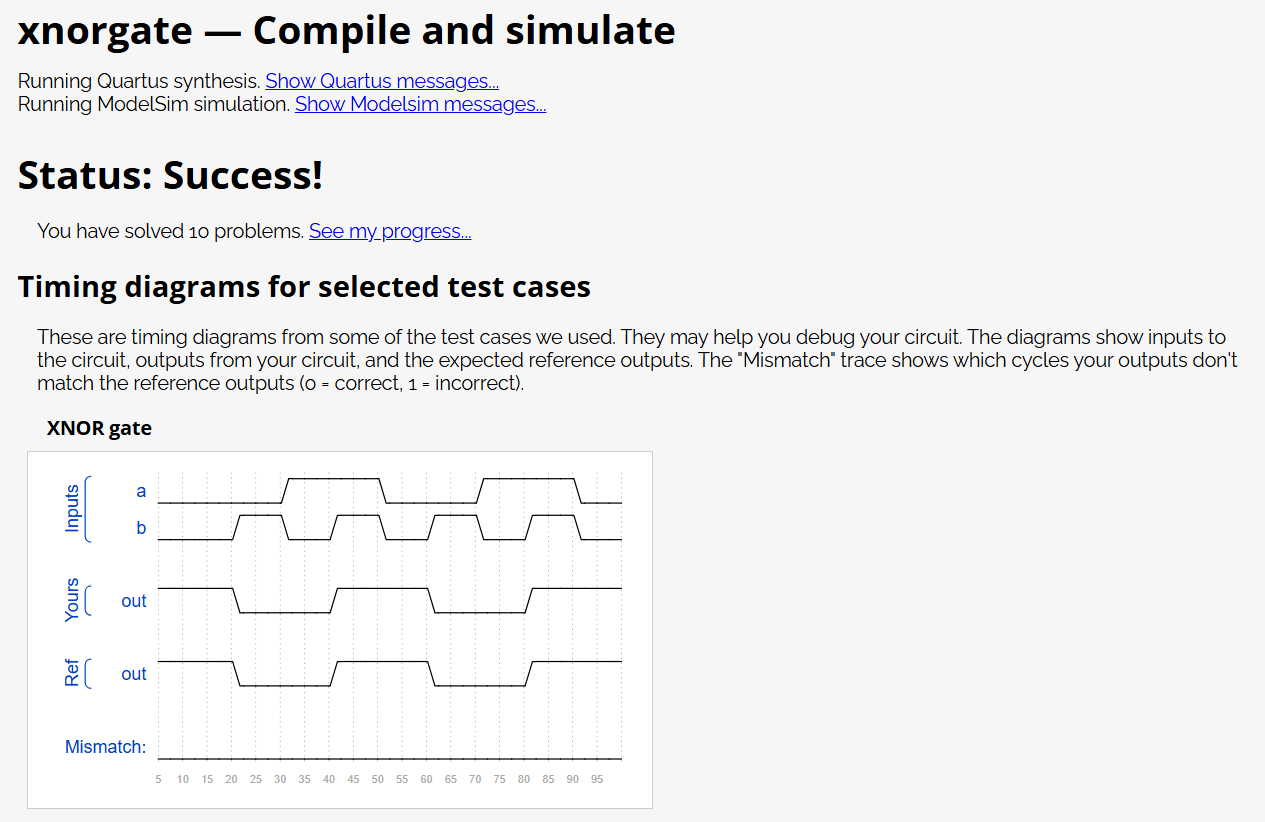 xnorgate — Compile and simulate
Running Quartus synthesis. Show Quartus messages...
Running ModelSim simulation. Show Modelsim messages...
Status: Success!
You have solved 10 problems. See my progress...
Timing diagrams for selected test cases
These are timing diagrams from some of the test cases we used. They may help you debug your circuit. The diagrams show inputs to
the circuit, outputs from your circuit, and the expected reference outputs. The "Mismatch" trace shows which cycles your outputs don't
match the reference outputs (0 = correct, 1 = incorrect).
XNOR gate
Inputs
a
b
Yours
out
Ref
out
Mismatch:
5 10 15 20 25 30 35 40 45 50 55 60 65 70 75 80 85 90 95